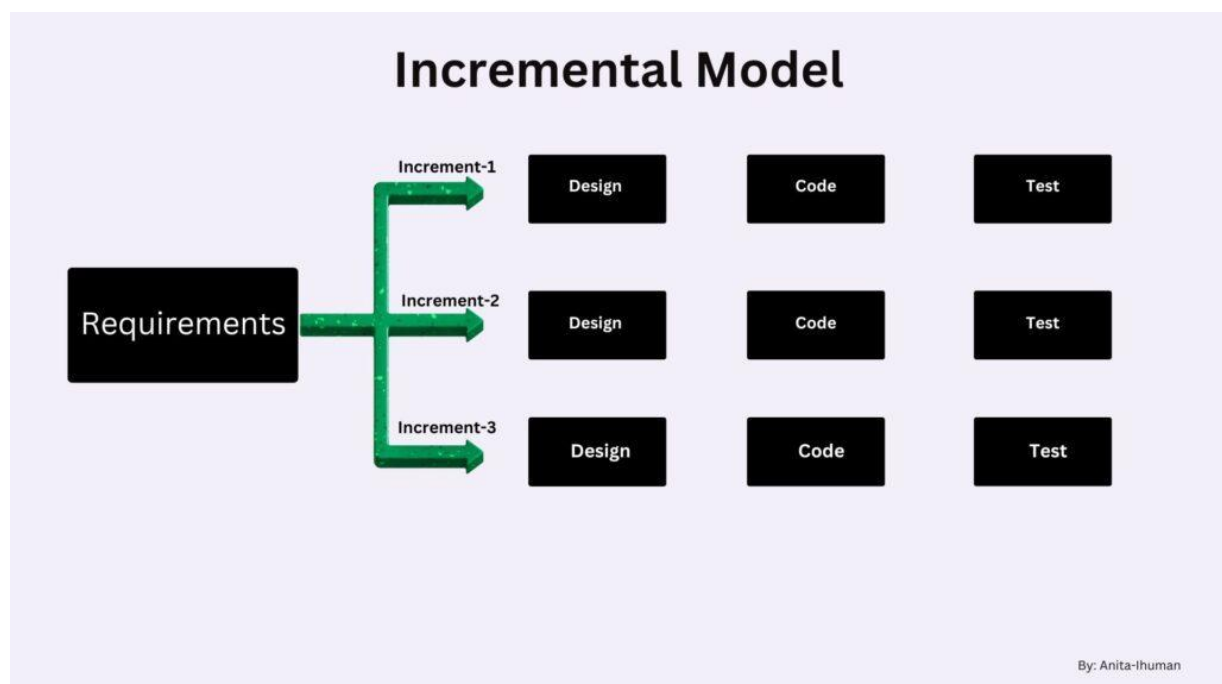 Incremental Model
Increment-1
Design
Code
Test
Requirements
Increment-2
Design
Code
Test
Increment-3
Design
Code
Test
By: Anita-Ihuman